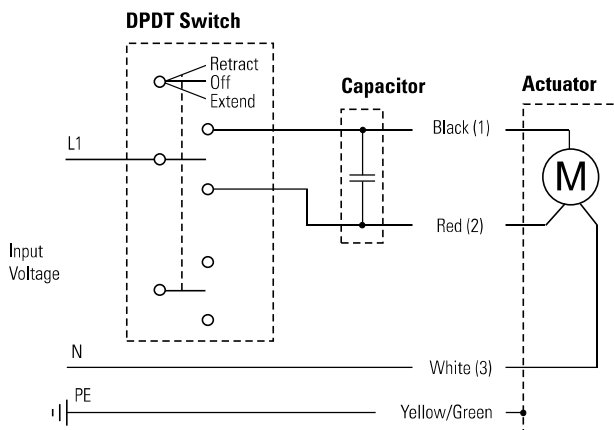 DPDT Switch
Retract
Off
Extend
Capacitor
Actuator
L1
Black (1)
M
Red (2)
Input
Voltage
N
White (3)
PE
Yellow/Green